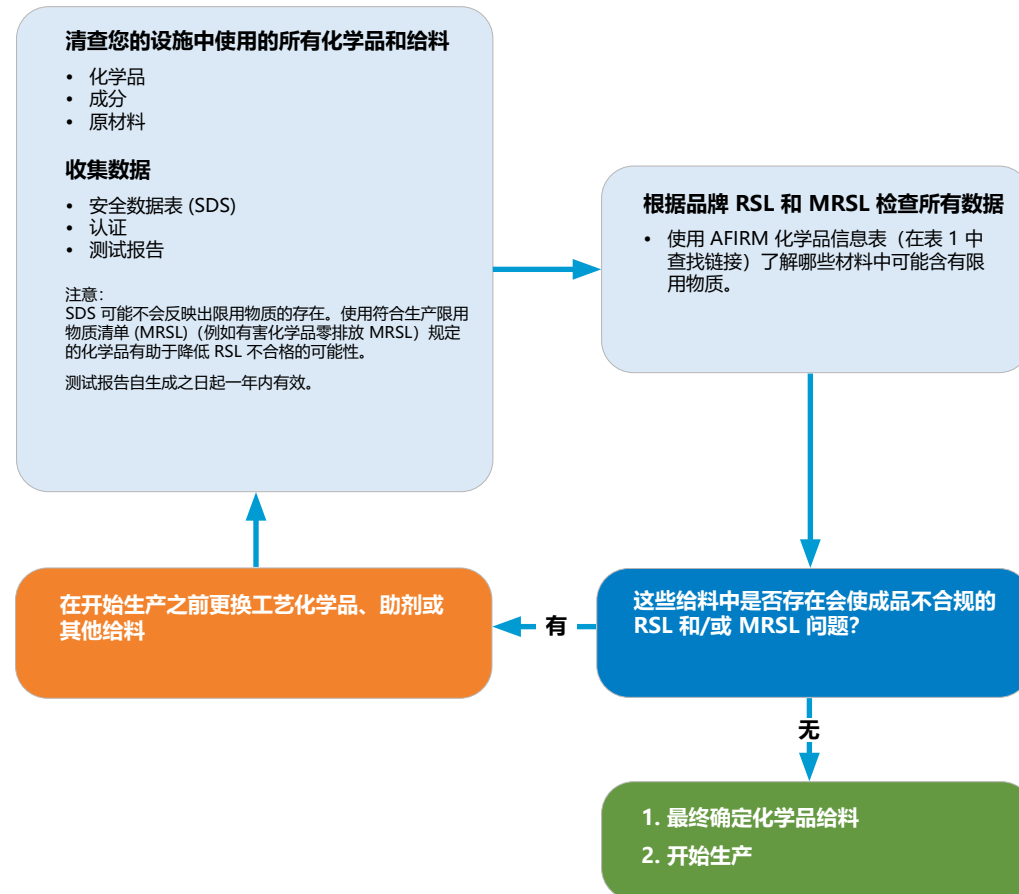 清查您的设施中使用的所有化学品和给料
• 化学品
• 成分
• 原材料
收集数据
• 安全数据表 (SDS)
• 认证
• 测试报告
注意：
SDS 可能不会反映出限用物质的存在。使用符合生产限用
物质清单 (MRSL)（例如有害化学品零排放 MRSL）规定
的化学品有助于降低 RSL 不合格的可能性。
测试报告自生成之日起一年内有效。
根据品牌 RSL 和 MRSL 检查所有数据
• 使用 AFIRM 化学品信息表（在表 1 中
查找链接）了解哪些材料中可能含有限
用物质。
这些给料中是否存在会使成品不合规的
RSL 和/或 MRSL 问题？
有
在开始生产之前更换工艺化学品、助剂或
其他给料
无
1. 最终确定化学品给料
2. 开始生产